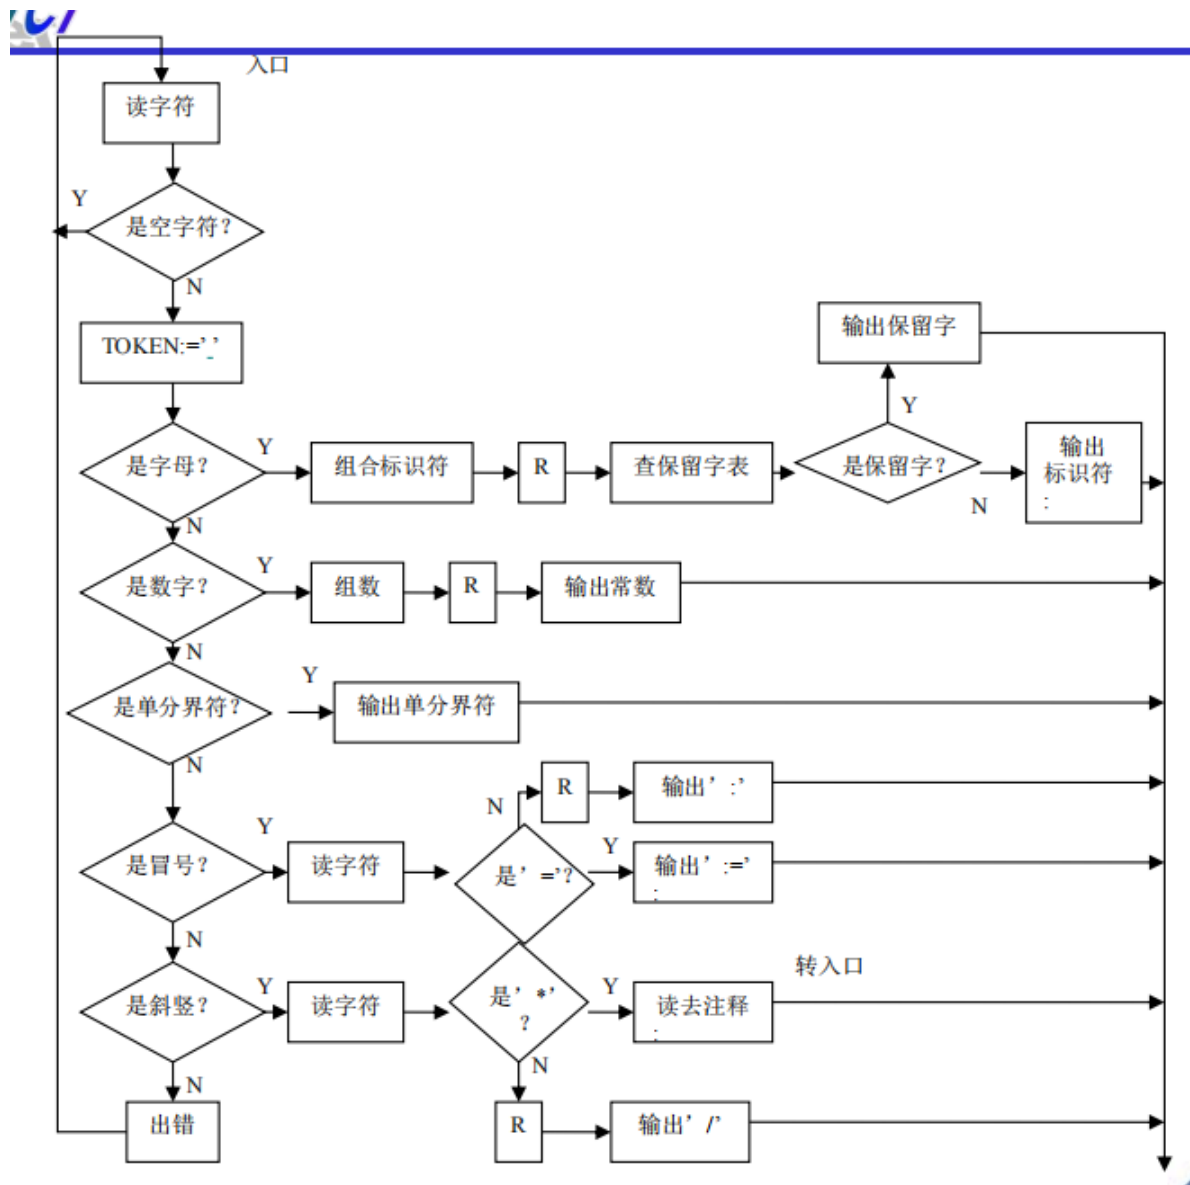 入口
读字符
Y
是空字符?
N
TOKEN:=’_’
输出保留字
Y
是字母?
Y
组合标识符
R
查保留字表
是保留字?
N
输出
标识符
:
N
是数字?
Y
组数
R
输出常数
N
是单分界符?
Y
输出单分界符
N
N
R
输出’:’
是冒号?
Y
读字符
是’=’?
Y
输出’:=’
:
N
转入口
是斜竖?
Y
读字符
是’*’
?
Y
读去注释
:
N
N
出错
R
输出’/’